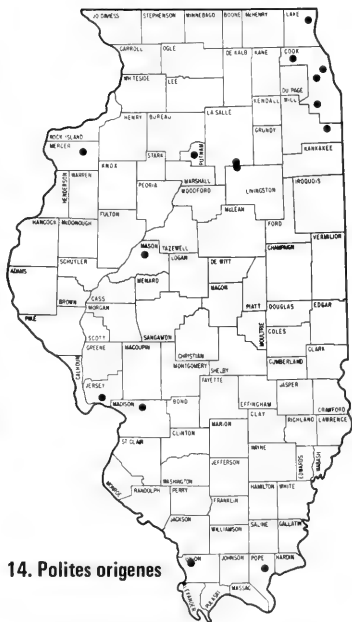 JO DAVIESS STEPHENSON WINNEBAGO BOONE McHENRY LAKE
CARROLL OGLE DE KALB KANE COOK
WHITESIDE LEE DU PAGE
KENDALL WILL
HENRY BUREAU LA SALLE
ROCK ISLAND GRUNDY
MERCER STARK PUTNAM KANKAKEE
HENDERSON WARREN KNOX MARSHALL LIVINGSTON IROQUOIS
PEORIA WOODFORD
FULTON McLEAN FORD
HANCOCK McDONOUGH
MASON TAZEWELL VERMILION
SCHUYLER LOGAN DE WITT CHAMPAIGN
ADAMS MENARD
BROWN CASS MACON PIATT DOUGLAS EDGAR
PIKE MORGAN MOULTRIE
SCOTT SANGAMON COLES
GREENE MACOUPIN CHRISTIAN SHELBY CUMBERLAND CLARK
CALHOUN MONTGOMERY
JERSEY FAYETTE EFFINGHAM JASPER CRAWFORD
MADISON BOND CLAY RICHLAND LAWRENCE
CLINTON MARION
ST CLAIR WAYNE EDWARDS WABASH
MONROE WASHINGTON JEFFERSON
RANDOLPH PERRY HAMILTON WHITE
FRANKLIN
JACKSON WILLIAMSON SALINE GALLATIN
UNION JOHNSON POPE HARDIN
ALEXANDER PULASKI MASSAC
14. Polites origenes